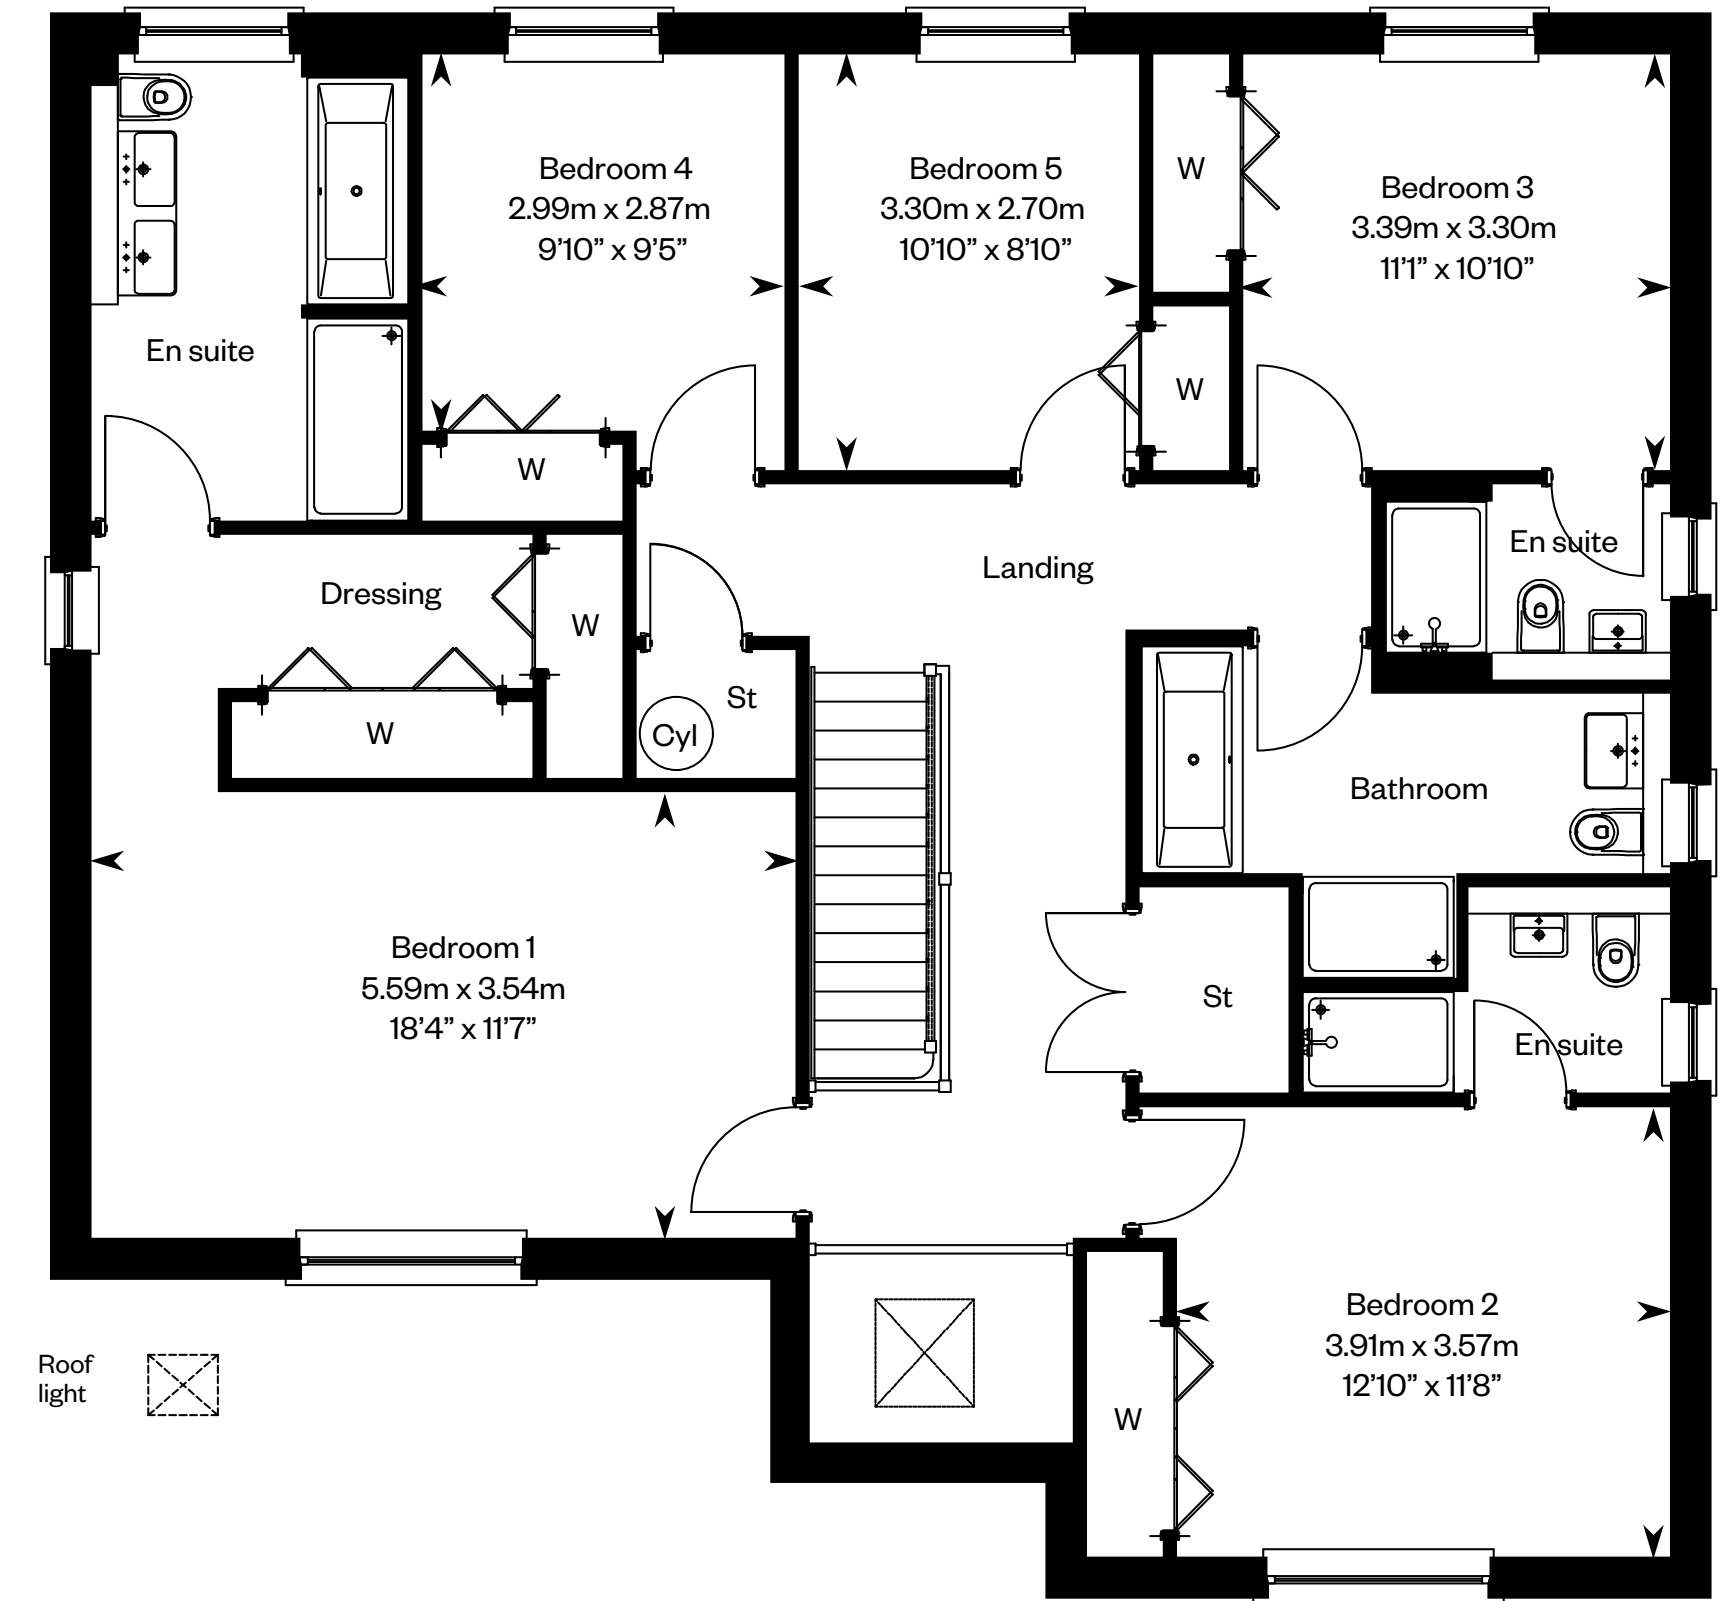 Bedroom 4
2.99m x 2.87m
9’10” x 9’5”
Bedroom 5
3.30m x 2.70m
10’10” x 8’10”
W
Bedroom 3
3.39m x 3.30m
11’1” x 10’10”
En suite
W
W
En suite
Landing
Dressing
W
St
Cyl
W
Bathroom
Bedroom 1
5.59m x 3.54m
18’4” x 11’7”
St
En suite
Bedroom 2
3.91m x 3.57m
12’10” x 11’8”
W
Roof
light